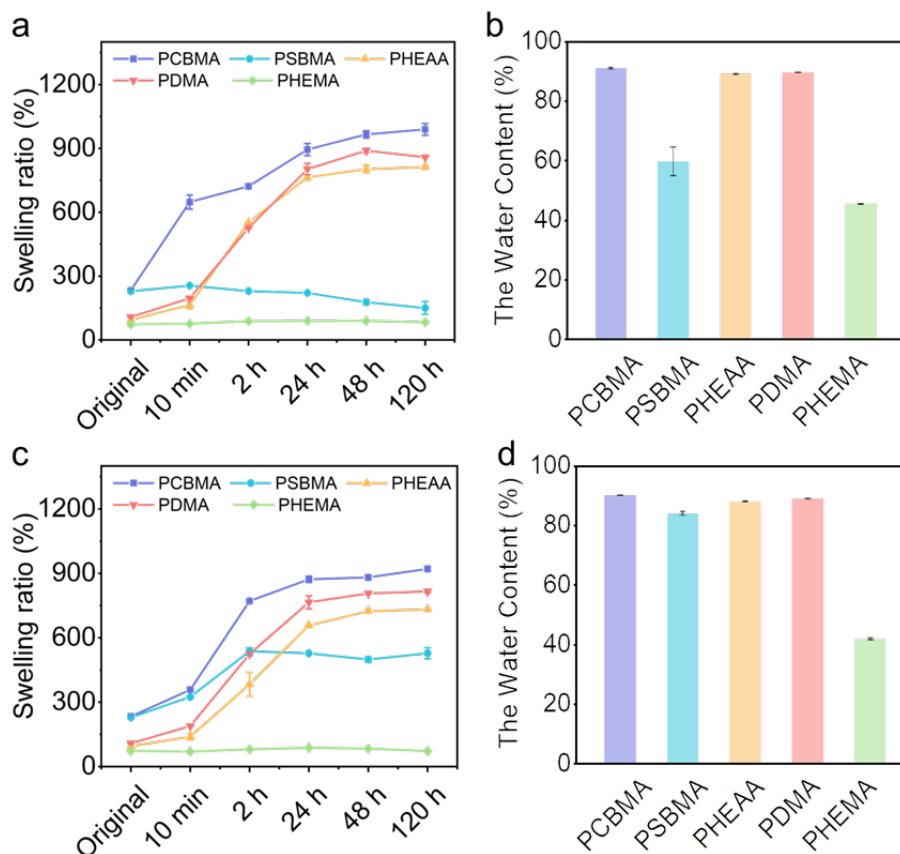 a
Swelling ratio (%)
1200
900
600
300
0
PCBMA PSBMA PHEAA
PDMA PHEMA
Original 10 min 2 h 24 h 48 h 120 h
b
The Water Content (%)
100
80
60
40
20
0
PCBMA PSBMA PHEAA PDMA PHEMA
c
Swelling ratio (%)
1200
900
600
300
0
PCBMA PSBMA PHEAA
PDMA PHEMA
Original 10 min 2 h 24 h 48 h 120 h
d
The Water Content (%)
100
80
60
40
20
0
PCBMA PSBMA PHEAA PDMA PHEMA